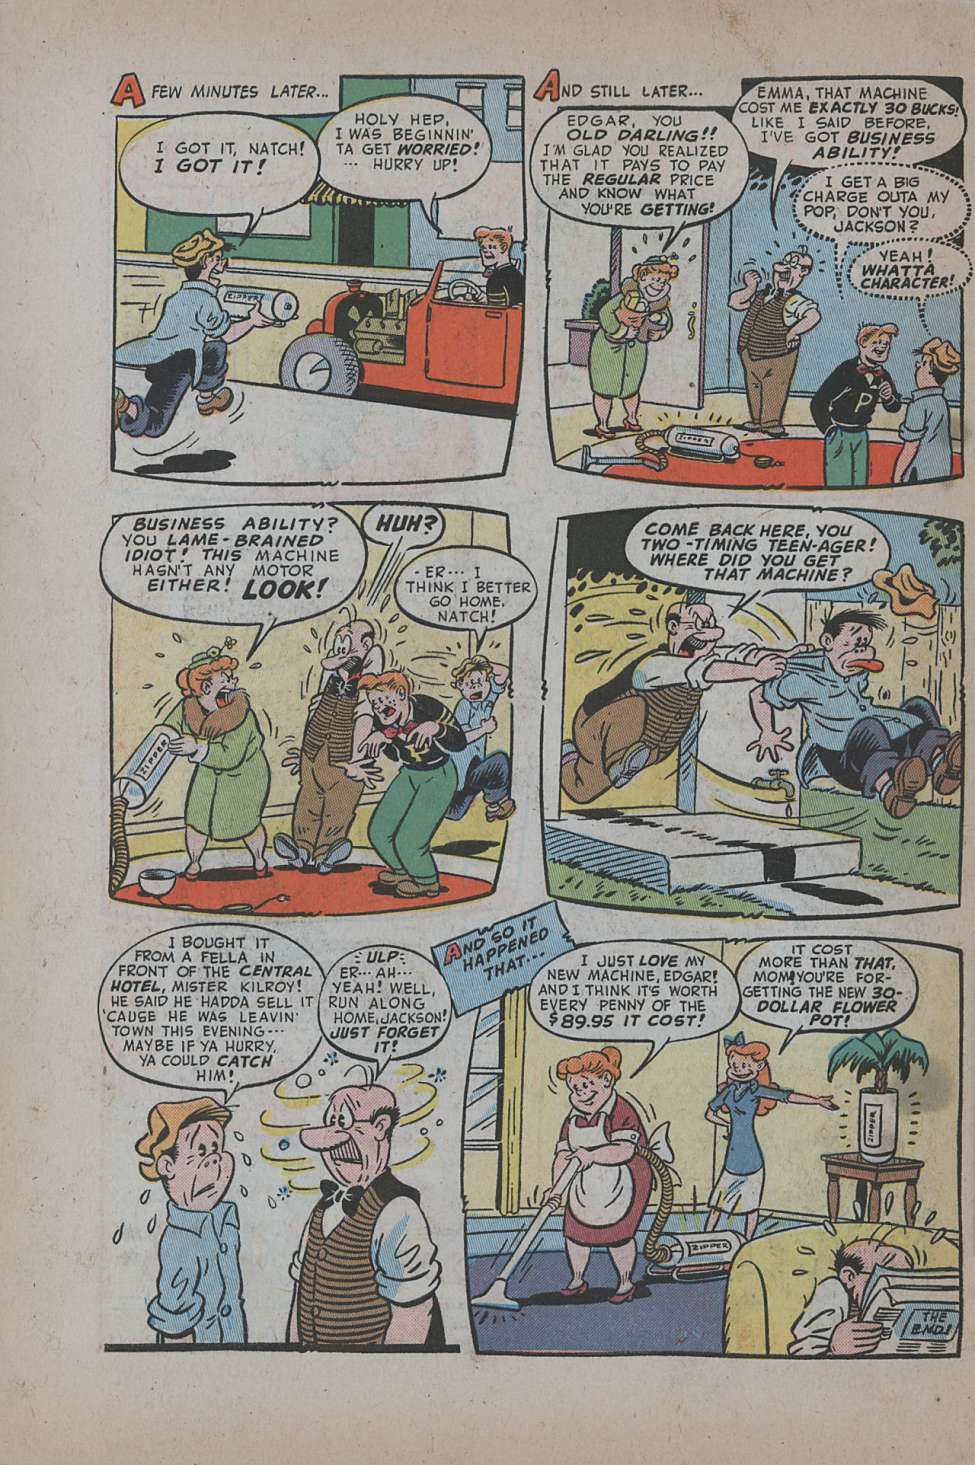 A FEW MINUTES LATER...
I GOT IT, NATCH!
I GOT IT!
HOLY HEP,
I WAS BEGINNIN'
TA GET WORRIED!
... HURRY UP!
ZIPPER
AND STILL LATER...
EDGAR, YOU
OLD DARLING!!
I'M GLAD YOU REALIZED
THAT IT PAYS TO PAY
THE REGULAR PRICE
AND KNOW WHAT
YOU'RE GETTING!
EMMA, THAT MACHINE
COST ME EXACTLY 30 BUCKS!
LIKE I SAID BEFORE,
I'VE GOT BUSINESS
ABILITY!
I GET A BIG
CHARGE OUTA MY
POP, DON'T YOU,
JACKSON?
YEAH!
WHATTA
CHARACTER!
P
ZIPPER
BUSINESS ABILITY?
YOU LAME-BRAINED
IDIOT! THIS MACHINE
HASN'T ANY MOTOR
EITHER! LOOK!
HUH?
-ER--- I
THINK I BETTER
GO HOME,
NATCH!
ZIPPER
COME BACK HERE, YOU
TWO-TIMING TEEN-AGER!
WHERE DID YOU GET
THAT MACHINE?
I BOUGHT IT
FROM A FELLA IN
FRONT OF THE CENTRAL
HOTEL, MISTER KILROY!
HE SAID HE HADDA SELL IT
'CAUSE HE WAS LEAVIN'
TOWN THIS EVENING---
MAYBE IF YA HURRY,
YA COULD CATCH
HIM!
-ULP-
ER--- AH---
YEAH! WELL,
RUN ALONG
HOME, JACKSON!
JUST FORGET
IT!
AND SO IT
HAPPENED
THAT---
I JUST LOVE MY
NEW MACHINE, EDGAR!
AND I THINK IT'S WORTH
EVERY PENNY OF THE
$89.95 IT COST!
IT COST
MORE THAN THAT,
MOM! YOU'RE FOR-
GETTING THE NEW 30-
DOLLAR FLOWER
POT!
ZIPPER
ZIPPER
THE
E.N.D.!